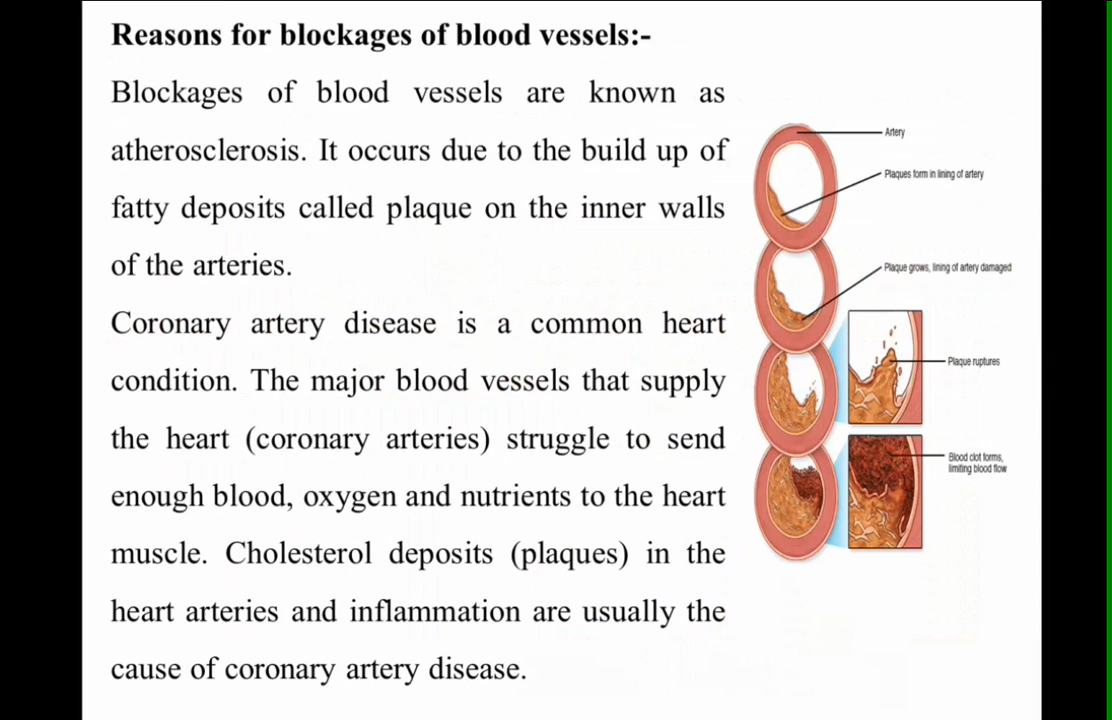 Reasons for blockages of blood vessels:-
Blockages of blood vessels are known as
atherosclerosis. It occurs due to the build up of
fatty deposits called plaque on the inner walls
of the arteries.
Coronary artery disease is a common heart
condition. The major blood vessels that supply
the heart (coronary arteries) struggle to send
enough blood, oxygen and nutrients to the heart
muscle. Cholesterol deposits (plaques) in the
heart arteries and inflammation are usually the
cause of coronary artery disease.
Artery
Plaques form in lining of artery
Plaque grows, lining of artery damaged
Plaque ruptures
Blood clot forms,
limiting blood flow